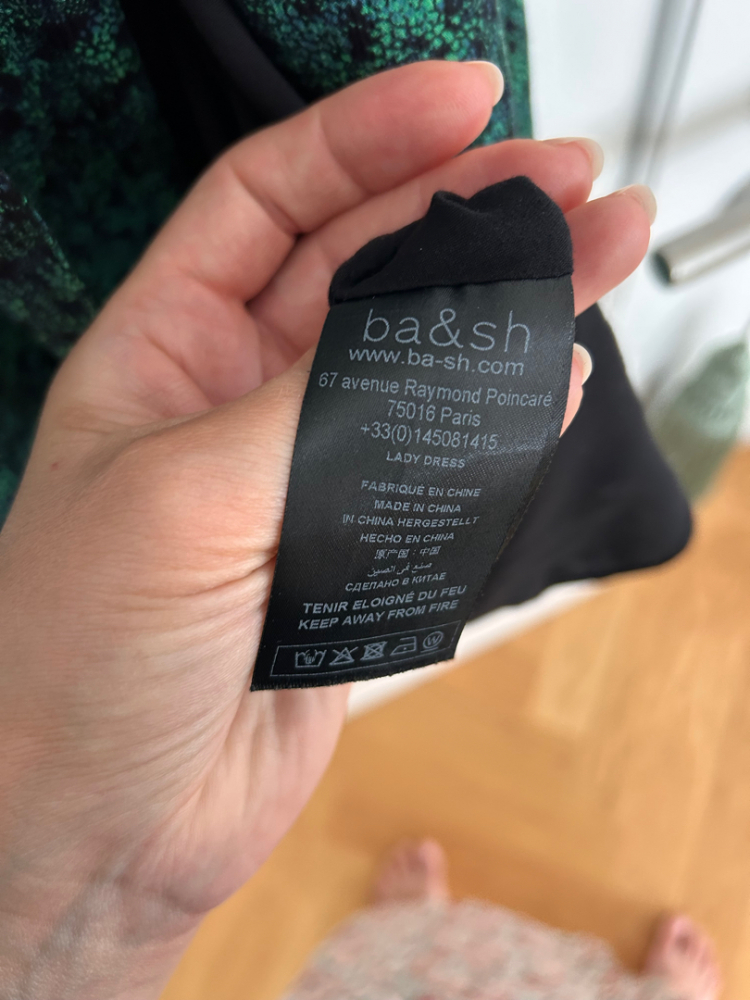 ba&sh
www.ba-sh.com
67 avenue Raymond Poincaré
75016 Paris
+33(0)145081415
LADY DRESS
FABRIQUÉ EN CHINE
MADE IN CHINA
IN CHINA HERGESTELLT
HECHO EN CHINA
原产国：中国
صنع في الصين
СДЕЛАНО В КИТАЕ
TENIR ELOIGNÉ DU FEU
KEEP AWAY FROM FIRE